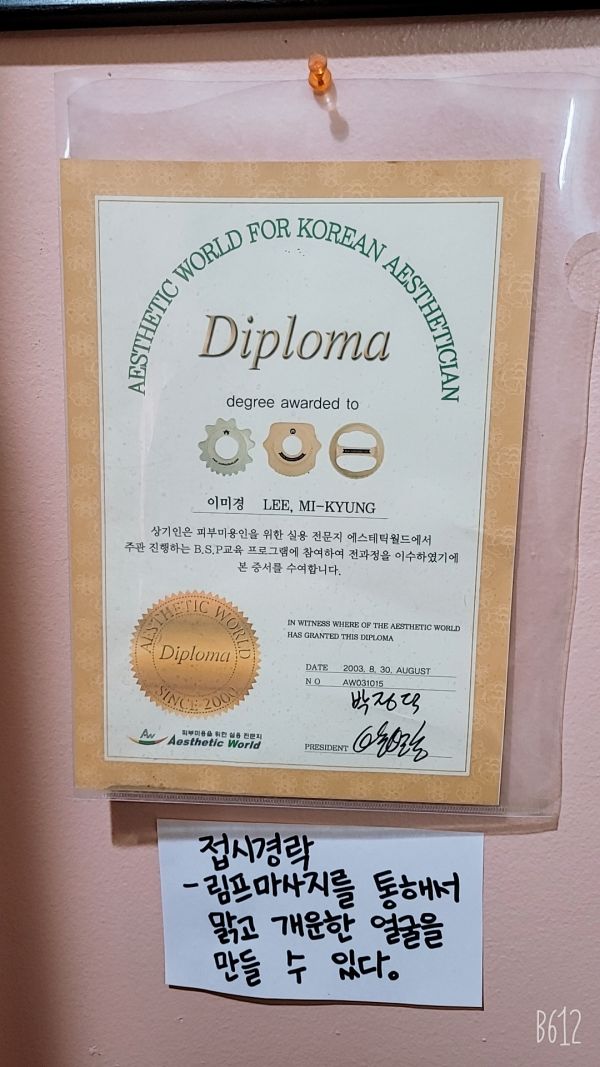 AESTHETIC WORLD FOR KOREAN AESTHETICIAN
Diploma
degree awarded to
이미경 LEE, MI-KYUNG
상기인은 피부미용인을 위한 실용 전문지 에스테틱월드에서
주관 진행하는 B.S.P교육 프로그램에 참여하여 전과정을 이수하였기에
본 증서를 수여합니다.
AESTHETIC WORLD
Diploma
SINCE 2000
IN WITNESS WHERE OF THE AESTHETIC WORLD
HAS GRANTED THIS DIPLOMA
DATE 2003. 8. 30. AUGUST
NO AW031015
박정덕
PRESIDENT
AW 피부미용을 위한 실용 전문지
Aesthetic World
접시경락
-림프마사지를 통해서
맑고 개운한 얼굴을
만들 수 있다。
B612